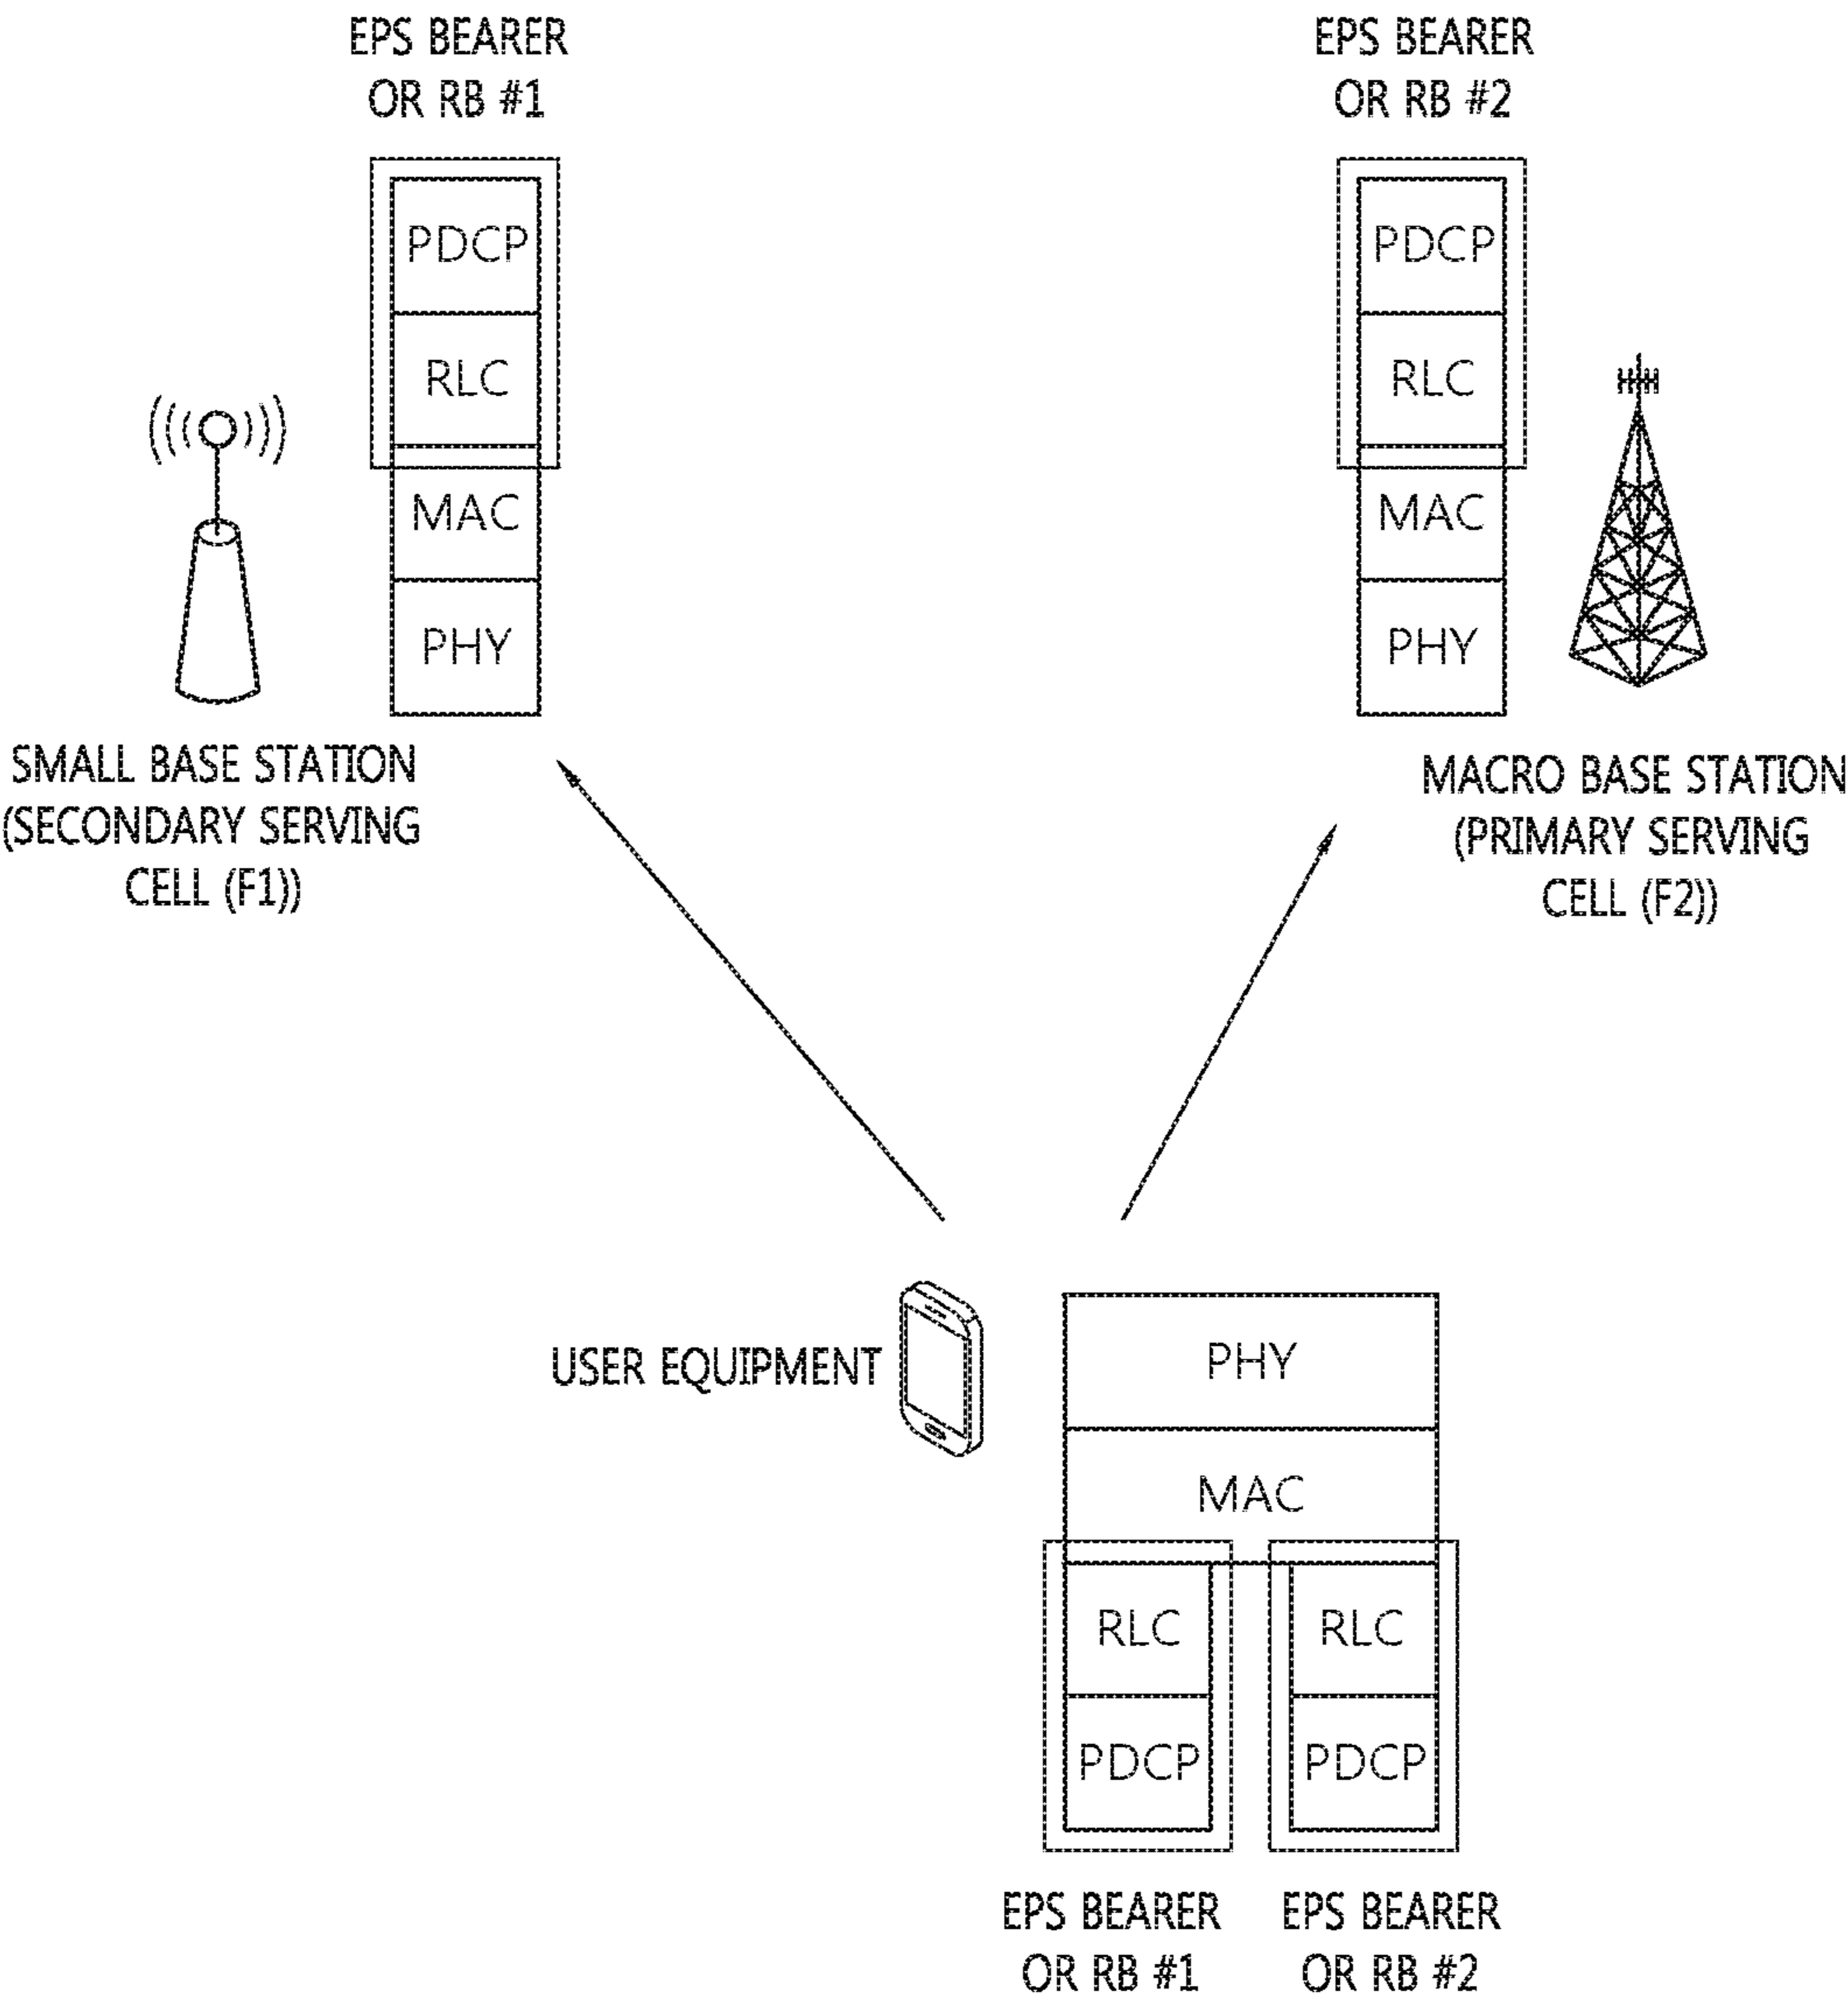 EPS BEARER
OR RB #1
PDCP
RLC
MAC
PHY
SMALL BASE STATION
(SECONDARY SERVING
CELL (F1))
EPS BEARER
OR RB #2
PDCP
RLC
MAC
PHY
MACRO BASE STATION
(PRIMARY SERVING
CELL (F2))
USER EQUIPMENT
PHY
MAC
RLC
PDCP
EPS BEARER
OR RB #1
RLC
PDCP
EPS BEARER
OR RB #2